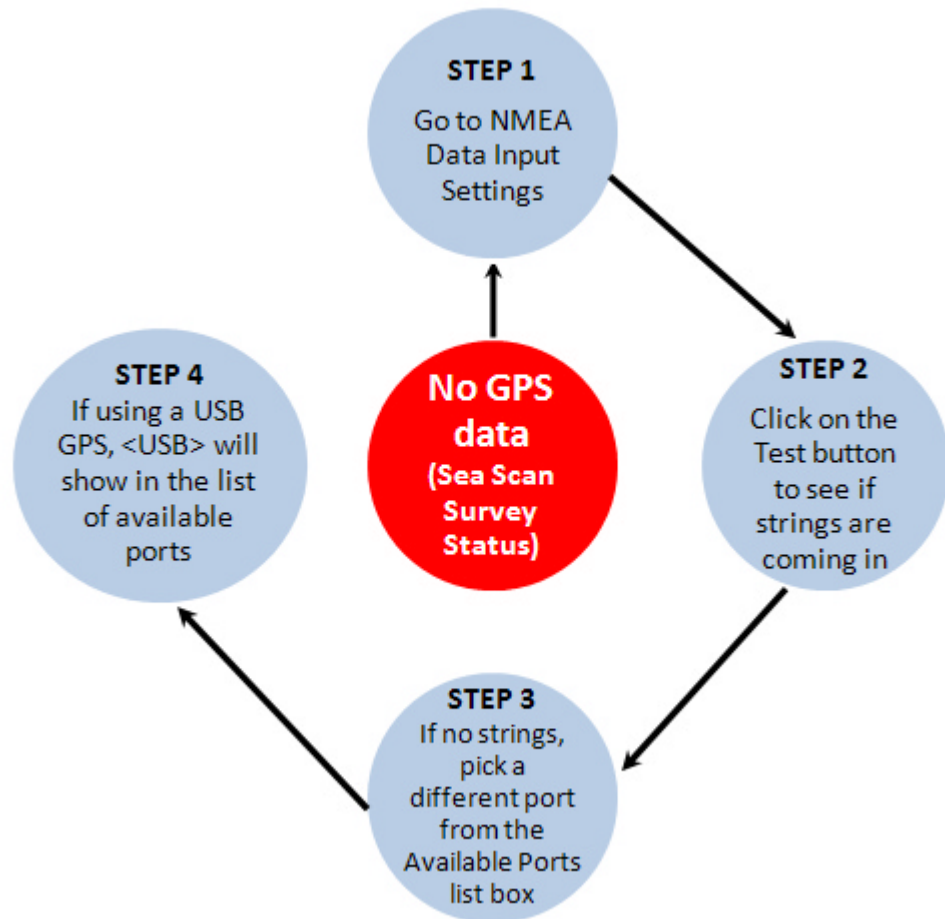 STEP 1
Go to NMEA
Data Input
Settings
No GPS
data
(Sea Scan
Survey
Status)
STEP 2
Click on the
Test button
to see if
strings are
coming in
STEP 3
If no strings,
pick a
different port
from the
Available Ports
list box
STEP 4
If using a USB
GPS, <USB> will
show in the list
of available
ports